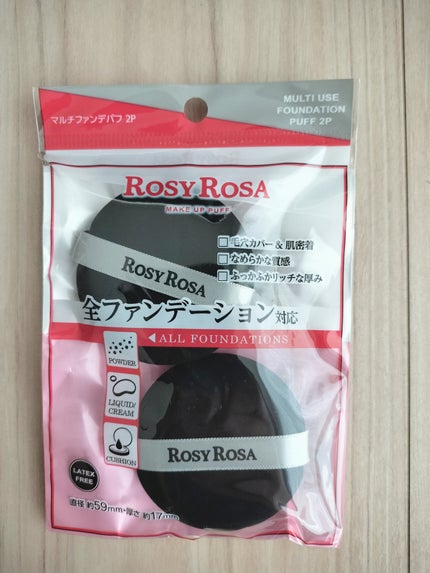 マルチファンデパフ 2P
MULTI USE
FOUNDATION
PUFF 2P
ROSY ROSA
MAKE UP PUFF
毛穴カバー & 肌密着
なめらかな質感
ふっかふかリッチな厚み
ROSY ROSA
全ファンデーション対応
ALL FOUNDATIONS
POWDER
LIQUID/
CREAM
CUSHION
ROSY ROSA
LATEX
FREE
直径 約59mm・厚さ 約17mm